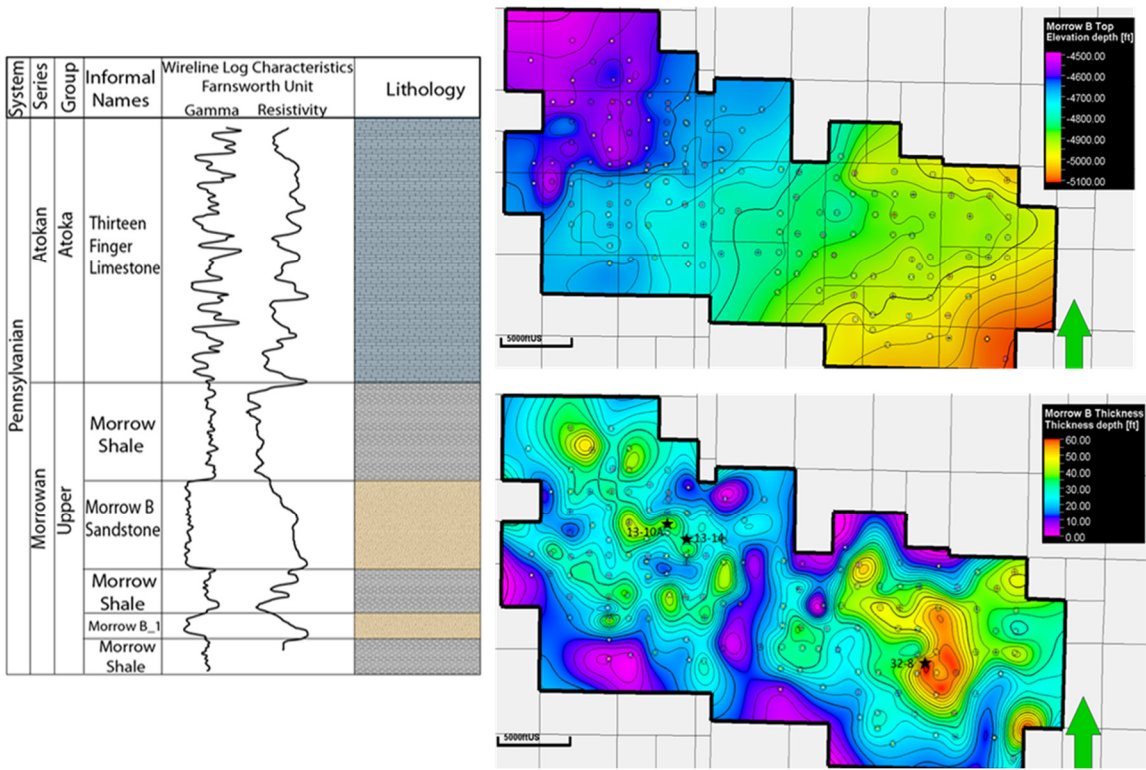 System
Series
Group
Informal
Names
Wireline Log Characteristics
Farnsworth Unit
Gamma Resistivity
Lithology
Pennsylvanian
Atokan
Atoka
Thirteen
Finger
Limestone
Morrowan
Upper
Morrow
Shale
Morrow B
Sandstone
Morrow
Shale
Morrow B_1
Morrow
Shale
Morrow B Top
Elevation depth [ft]
-4500.00
-4600.00
-4700.00
-4800.00
-4900.00
-5000.00
-5100.00
5000ftUS
Morrow B Thickness
Thickness depth [ft]
60.00
50.00
40.00
30.00
20.00
10.00
0.00
13-10A
13-14
32-8
5000ftUS